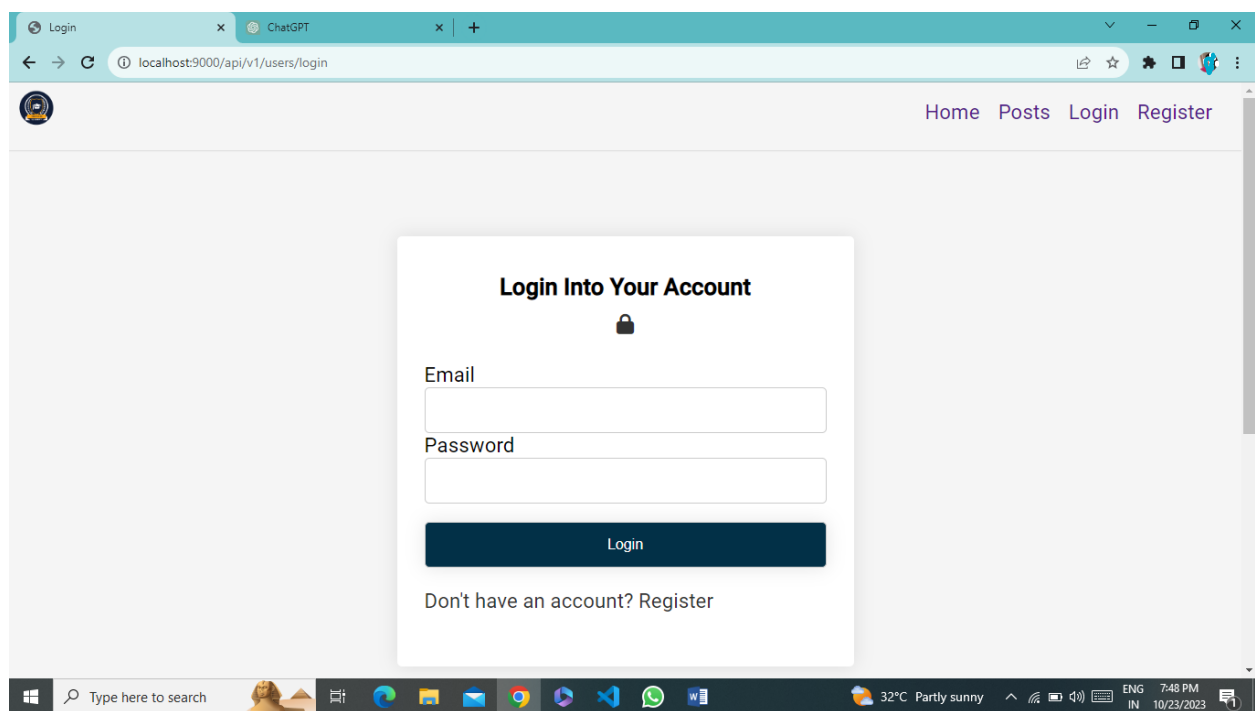 Login
ChatGPT
localhost:9000/api/v1/users/login
Home Posts Login Register
Login Into Your Account
Email
Password
Login
Don't have an account? Register
Type here to search
32°C Partly sunny
ENG 7:48 PM
IN 10/23/2023